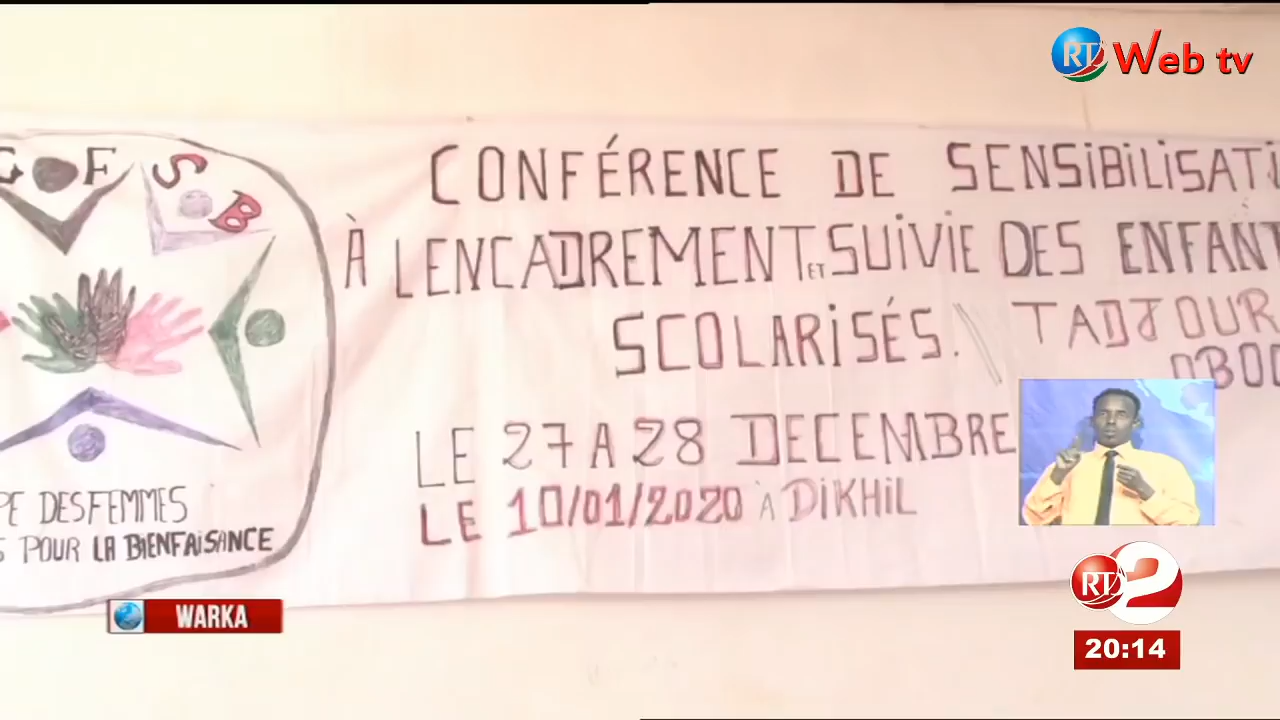 RT Web tv
G F S B
CONFÉRENCE DE SENSIBILISATI
À LENCADREMENT ET SUIVIE DES ENFANT
SCOLARISÉS. \\ TADJOUR
OBOC
LE 27 A 28 DECEMBRE
LE 10/01/2020 À DIKHIL
PE DES FEMMES
S POUR LA BIENFAISANCE
WARKA
RT 2
20:14